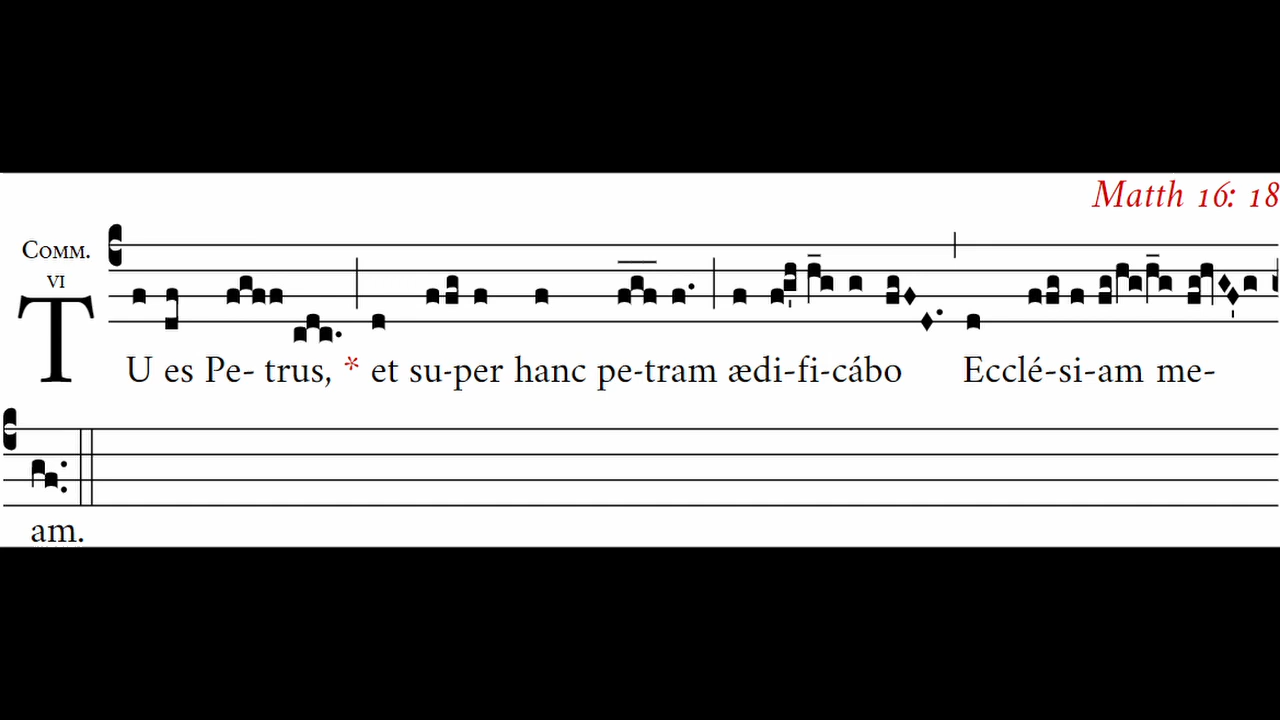 Matth 16: 18
Comm.
VI
TU es Pe- trus, * et su-per hanc pe-tram ædi-fi-cábo Ecclé-si-am me-
am.